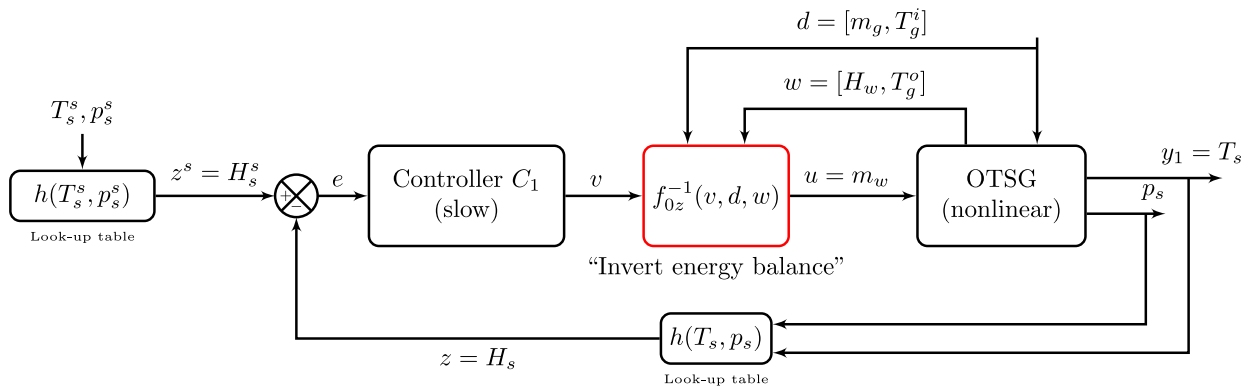 d = [m_g, T_g^i]
w = [H_w, T_g^o]
T_s^s, p_s^s
h(T_s^s, p_s^s)
Look-up table
z^s = H_s^s
+
−
e
Controller C_1
(slow)
v
f_{0z}^{-1}(v, d, w)
“Invert energy balance”
u = m_w
OTSG
(nonlinear)
y_1 = T_s
p_s
h(T_s, p_s)
Look-up table
z = H_s